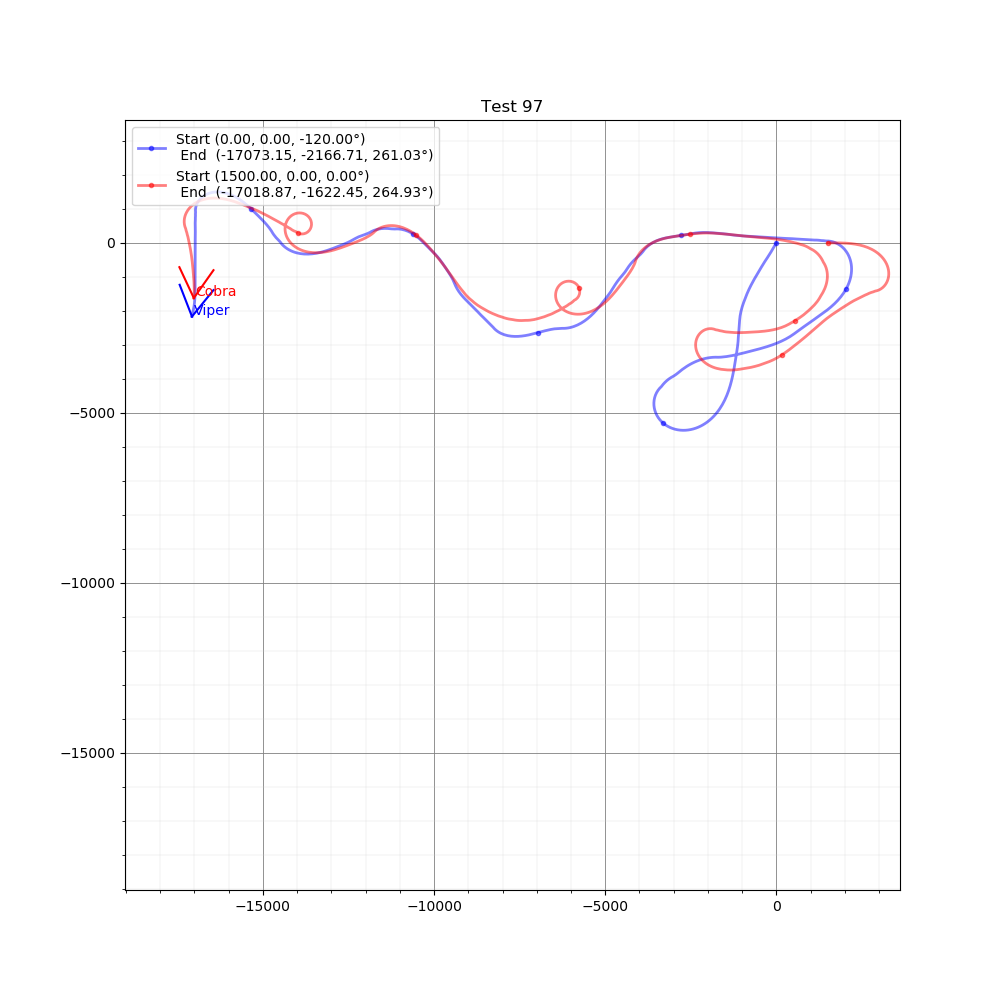 Test 97
Start (0.00, 0.00, -120.00°)
End (-17073.15, -2166.71, 261.03°)
Start (1500.00, 0.00, 0.00°)
End (-17018.87, -1622.45, 264.93°)
0
Cobra
Viper
−5000
−10000
−15000
−15000 −10000 −5000 0